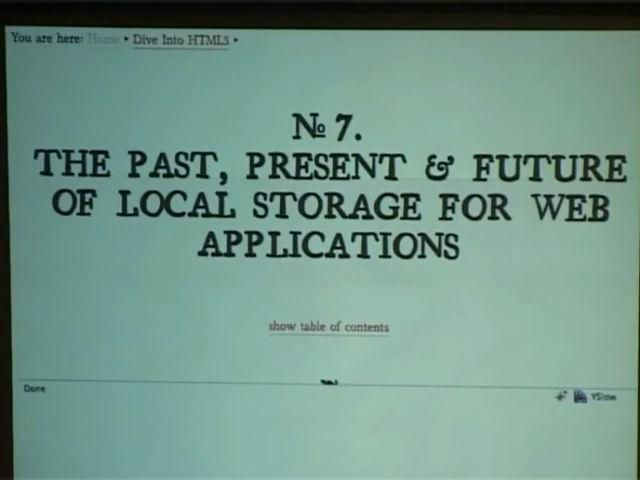 You are here: Home ‣ Dive Into HTML5 ‣
№ 7.
THE PAST, PRESENT & FUTURE
OF LOCAL STORAGE FOR WEB
APPLICATIONS
show table of contents
Done
YSlow